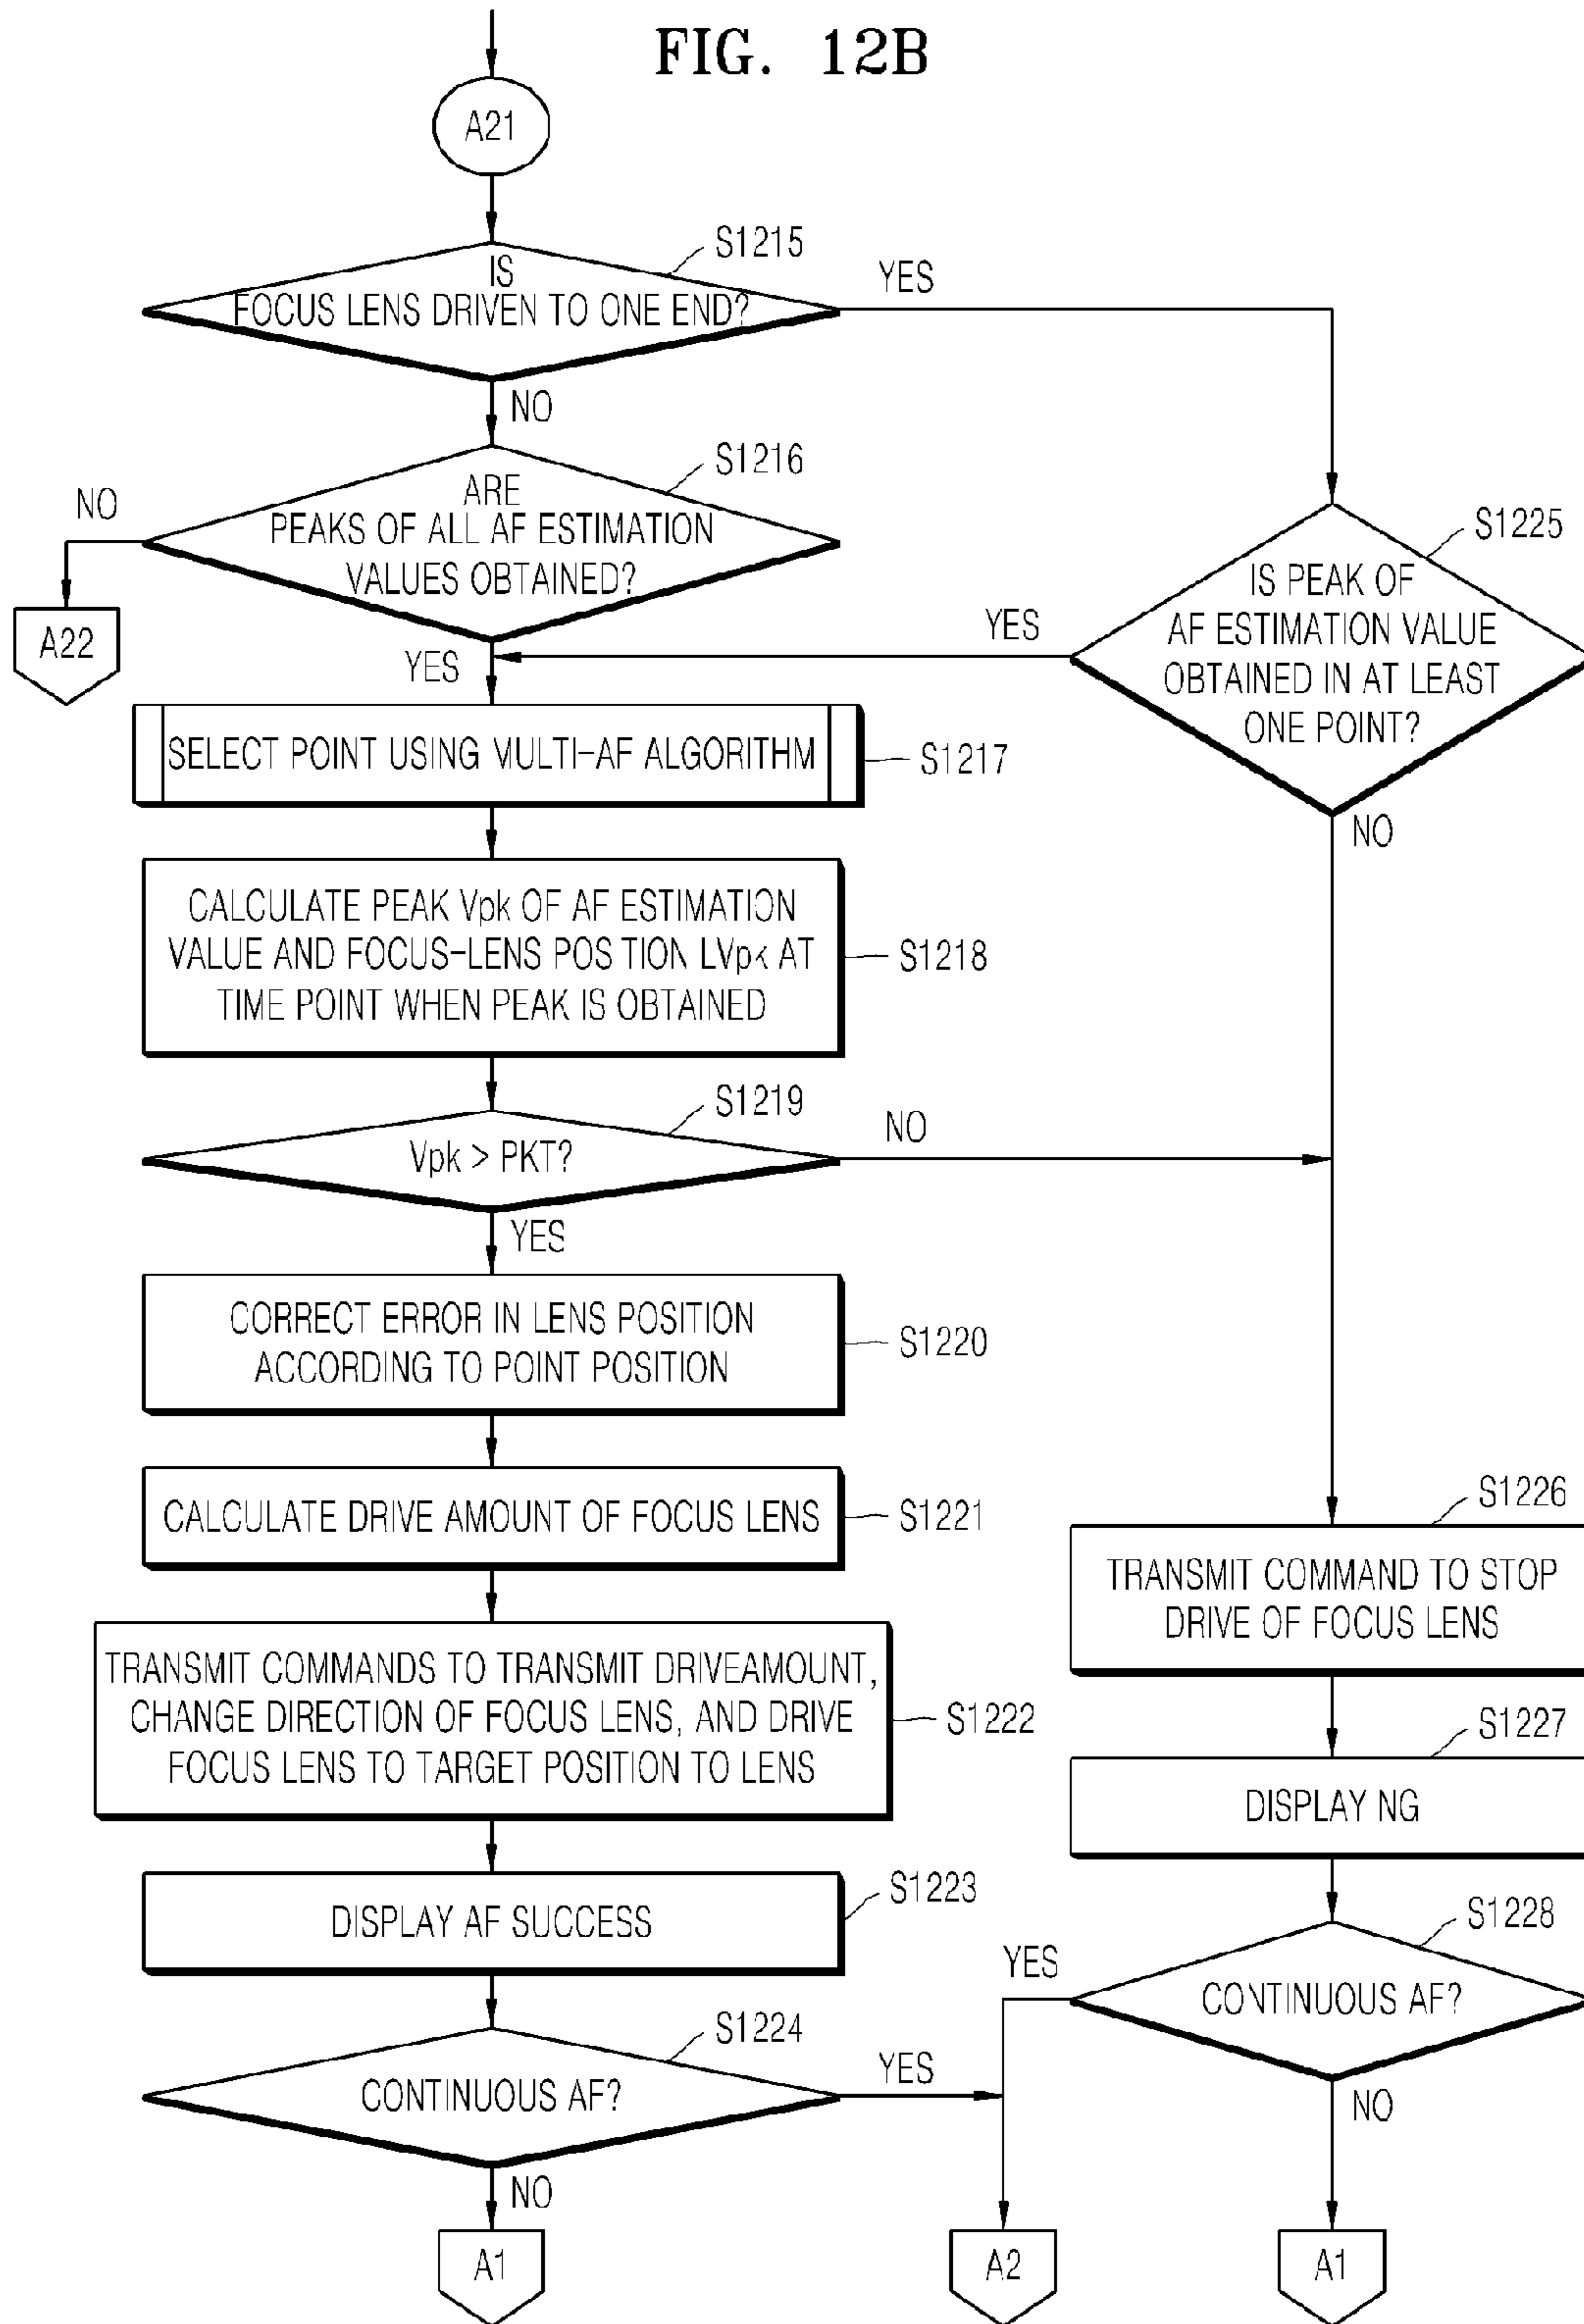 FIG. 12B
A21
S1215
IS
FOCUS LENS DRIVEN TO ONE END?
YES
NO
S1216
ARE
PEAKS OF ALL AF ESTIMATION
VALUES OBTAINED?
NO
A22
YES
S1225
IS PEAK OF
AF ESTIMATION VALUE
OBTAINED IN AT LEAST
ONE POINT?
YES
NO
SELECT POINT USING MULTI-AF ALGORITHM
S1217
CALCULATE PEAK Vpk OF AF ESTIMATION
VALUE AND FOCUS-LENS POSITION LVpk AT
TIME POINT WHEN PEAK IS OBTAINED
S1218
S1219
Vpk > PKT?
NO
YES
CORRECT ERROR IN LENS POSITION
ACCORDING TO POINT POSITION
S1220
CALCULATE DRIVE AMOUNT OF FOCUS LENS
S1221
TRANSMIT COMMANDS TO TRANSMIT DRIVEAMOUNT,
CHANGE DIRECTION OF FOCUS LENS, AND DRIVE
FOCUS LENS TO TARGET POSITION TO LENS
S1222
DISPLAY AF SUCCESS
S1223
S1224
CONTINUOUS AF?
YES
NO
A1
S1226
TRANSMIT COMMAND TO STOP
DRIVE OF FOCUS LENS
S1227
DISPLAY NG
S1228
CONTINUOUS AF?
YES
NO
A2
A1